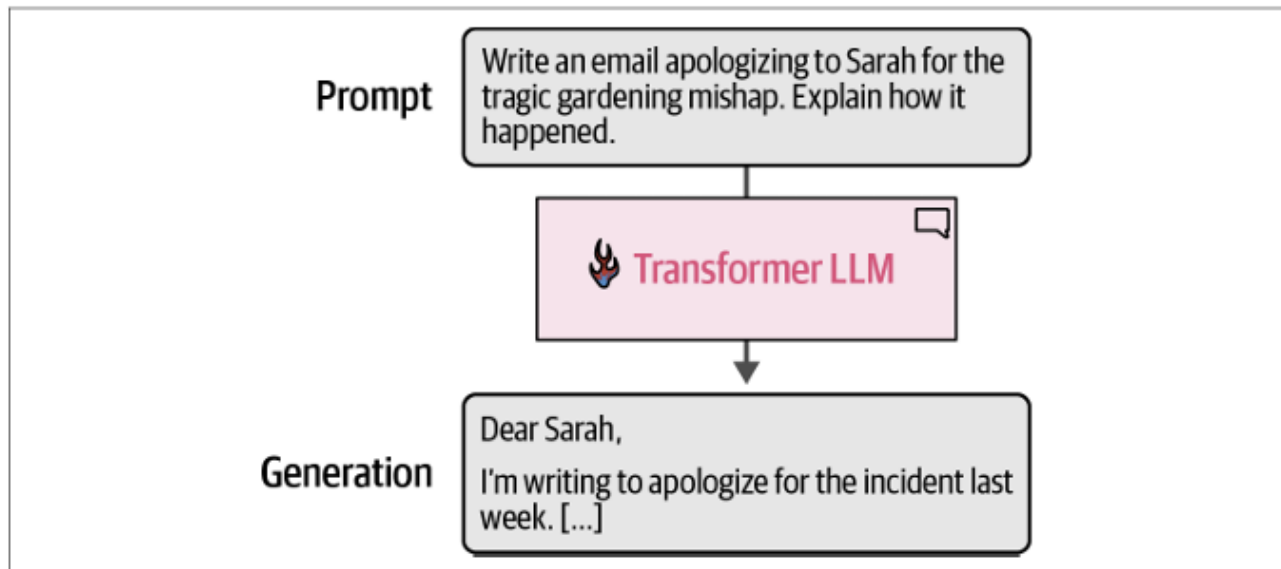 Prompt
Write an email apologizing to Sarah for the
tragic gardening mishap. Explain how it
happened.
Transformer LLM
Generation
Dear Sarah,
I'm writing to apologize for the incident last
week. [...]